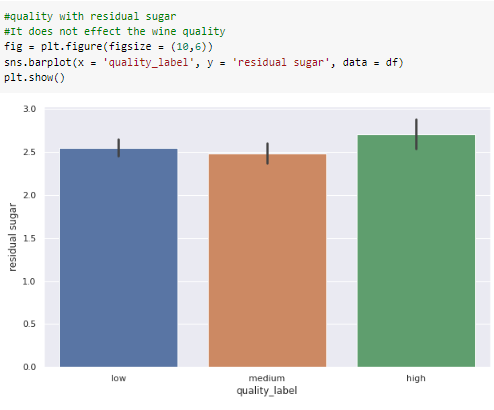 #quality with residual sugar
#It does not effect the wine quality
fig = plt.figure(figsize = (10,6))
sns.barplot(x = 'quality_label', y = 'residual sugar', data = df)
plt.show()
3.0
2.5
2.0
1.5
1.0
0.5
0.0
residual sugar
low medium high
quality_label